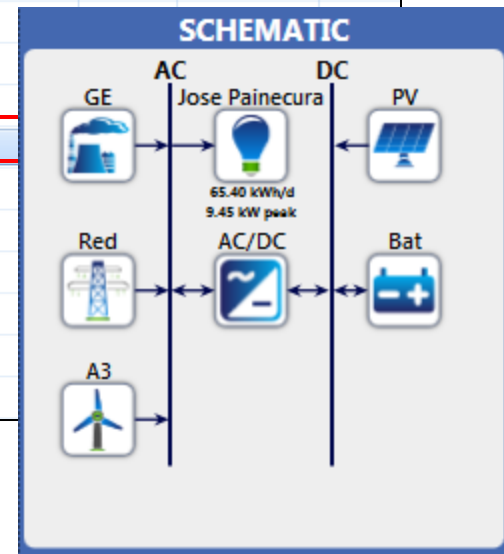 SCHEMATIC
AC DC
GE Jose Painecura PV
65.40 kWh/d
9.45 kW peak
Red AC/DC Bat
A3